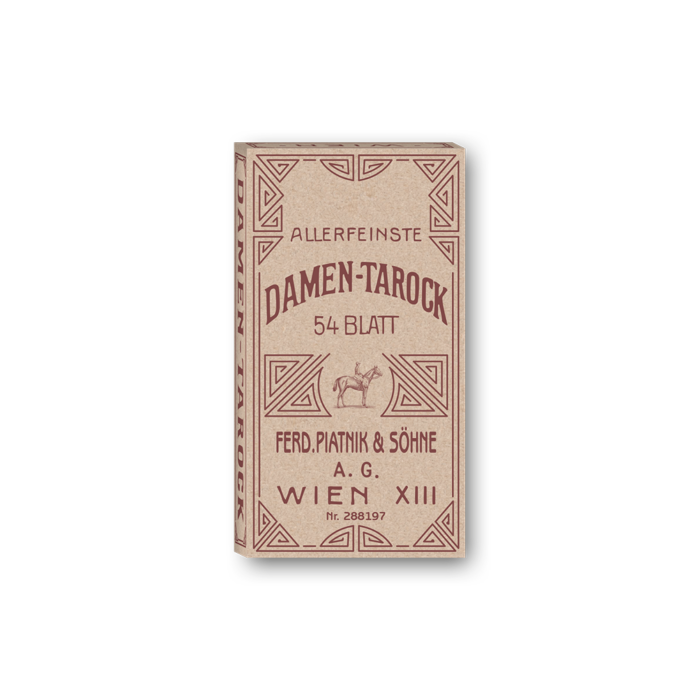 ALLERFEINSTE
DAMEN-TAROCK
54 BLATT
FERD. PIATNIK & SÖHNE
A. G.
WIEN XIII
Nr. 288197
DAMEN-TAROCK